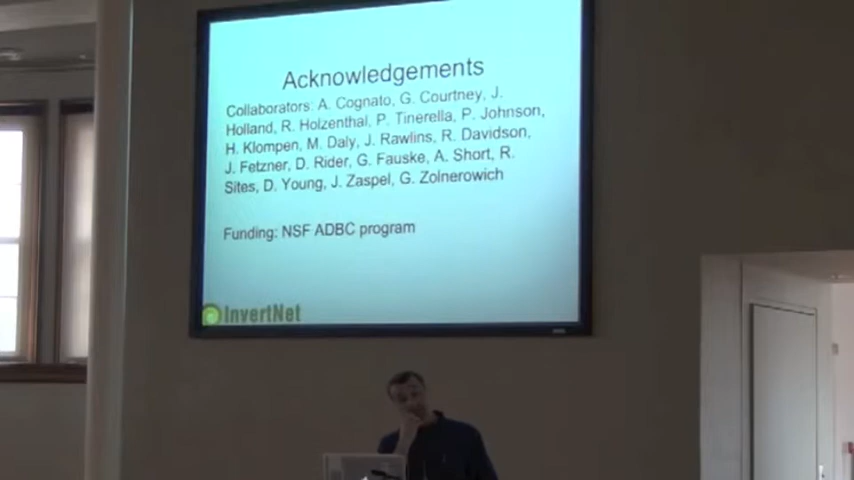 Acknowledgements
Collaborators: A. Cognato, G. Courtney, J.
Holland, R. Holzenthal, P. Tinerella, P. Johnson,
H. Klompen, M. Daly, J. Rawlins, R. Davidson,
J. Fetzner, D. Rider, G. Fauske, A. Short, R.
Sites, D. Young, J. Zaspel, G. Zolnerowich
Funding: NSF ADBC program
InvertNet